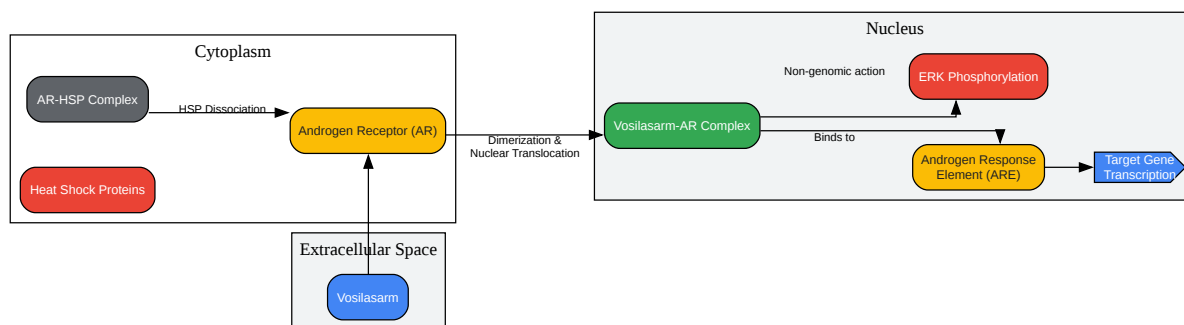 Cytoplasm
AR-HSP Complex
HSP Dissociation
Androgen Receptor (AR)
Heat Shock Proteins
Extracellular Space
Vosilasarm
Dimerization &
Nuclear Translocation
Nucleus
Vosilasarm-AR Complex
Non-genomic action
ERK Phosphorylation
Binds to
Androgen Response
Element (ARE)
Target Gene
Transcription